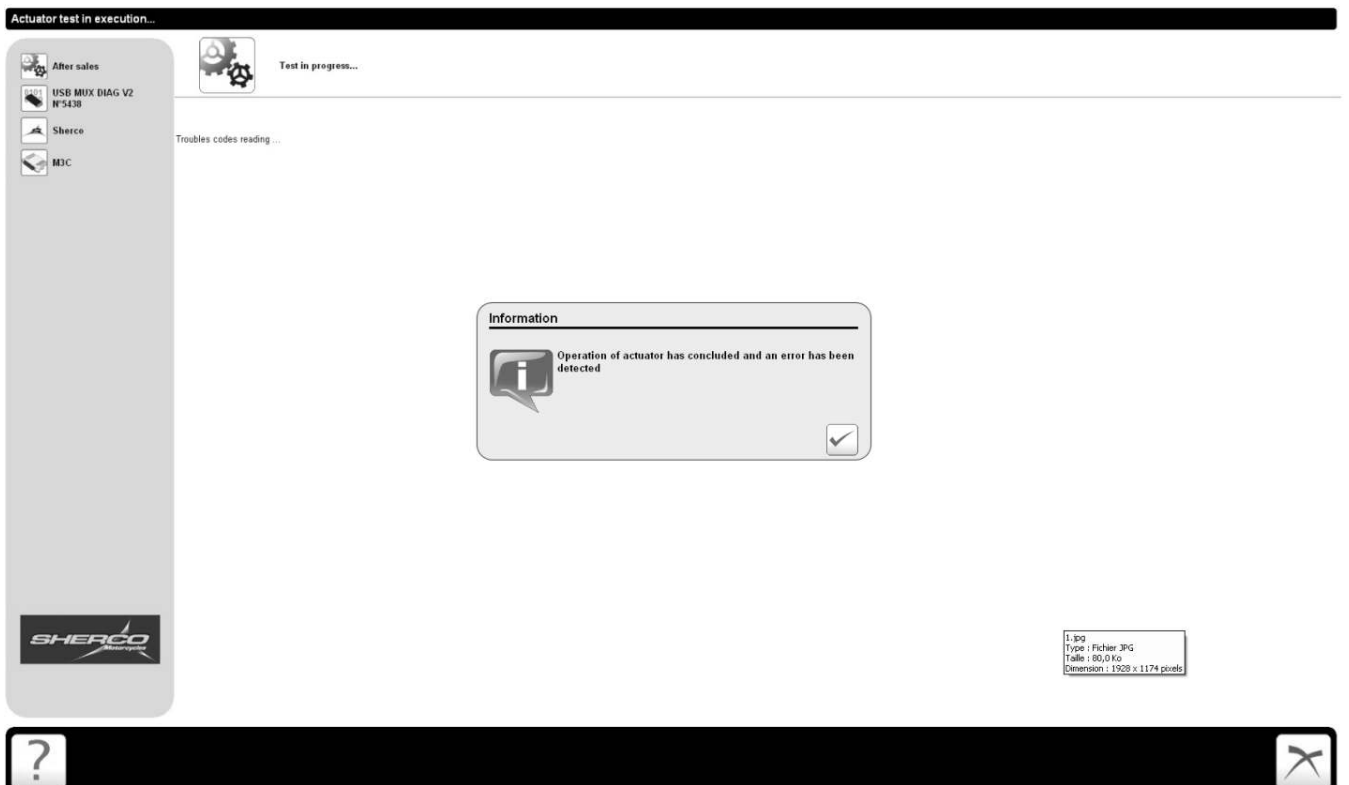 Actuator test in execution...
After sales
Test in progress...
USB MUX DIAG V2
N°5438
Sherco
Troubles codes reading ...
M3C
Information
Operation of actuator has concluded and an error has been
detected
SHERCO
Motorcycles
1.jpg
Type : Fichier JPG
Taille : 80,0 Ko
Dimension : 1928 x 1174 pixels
?